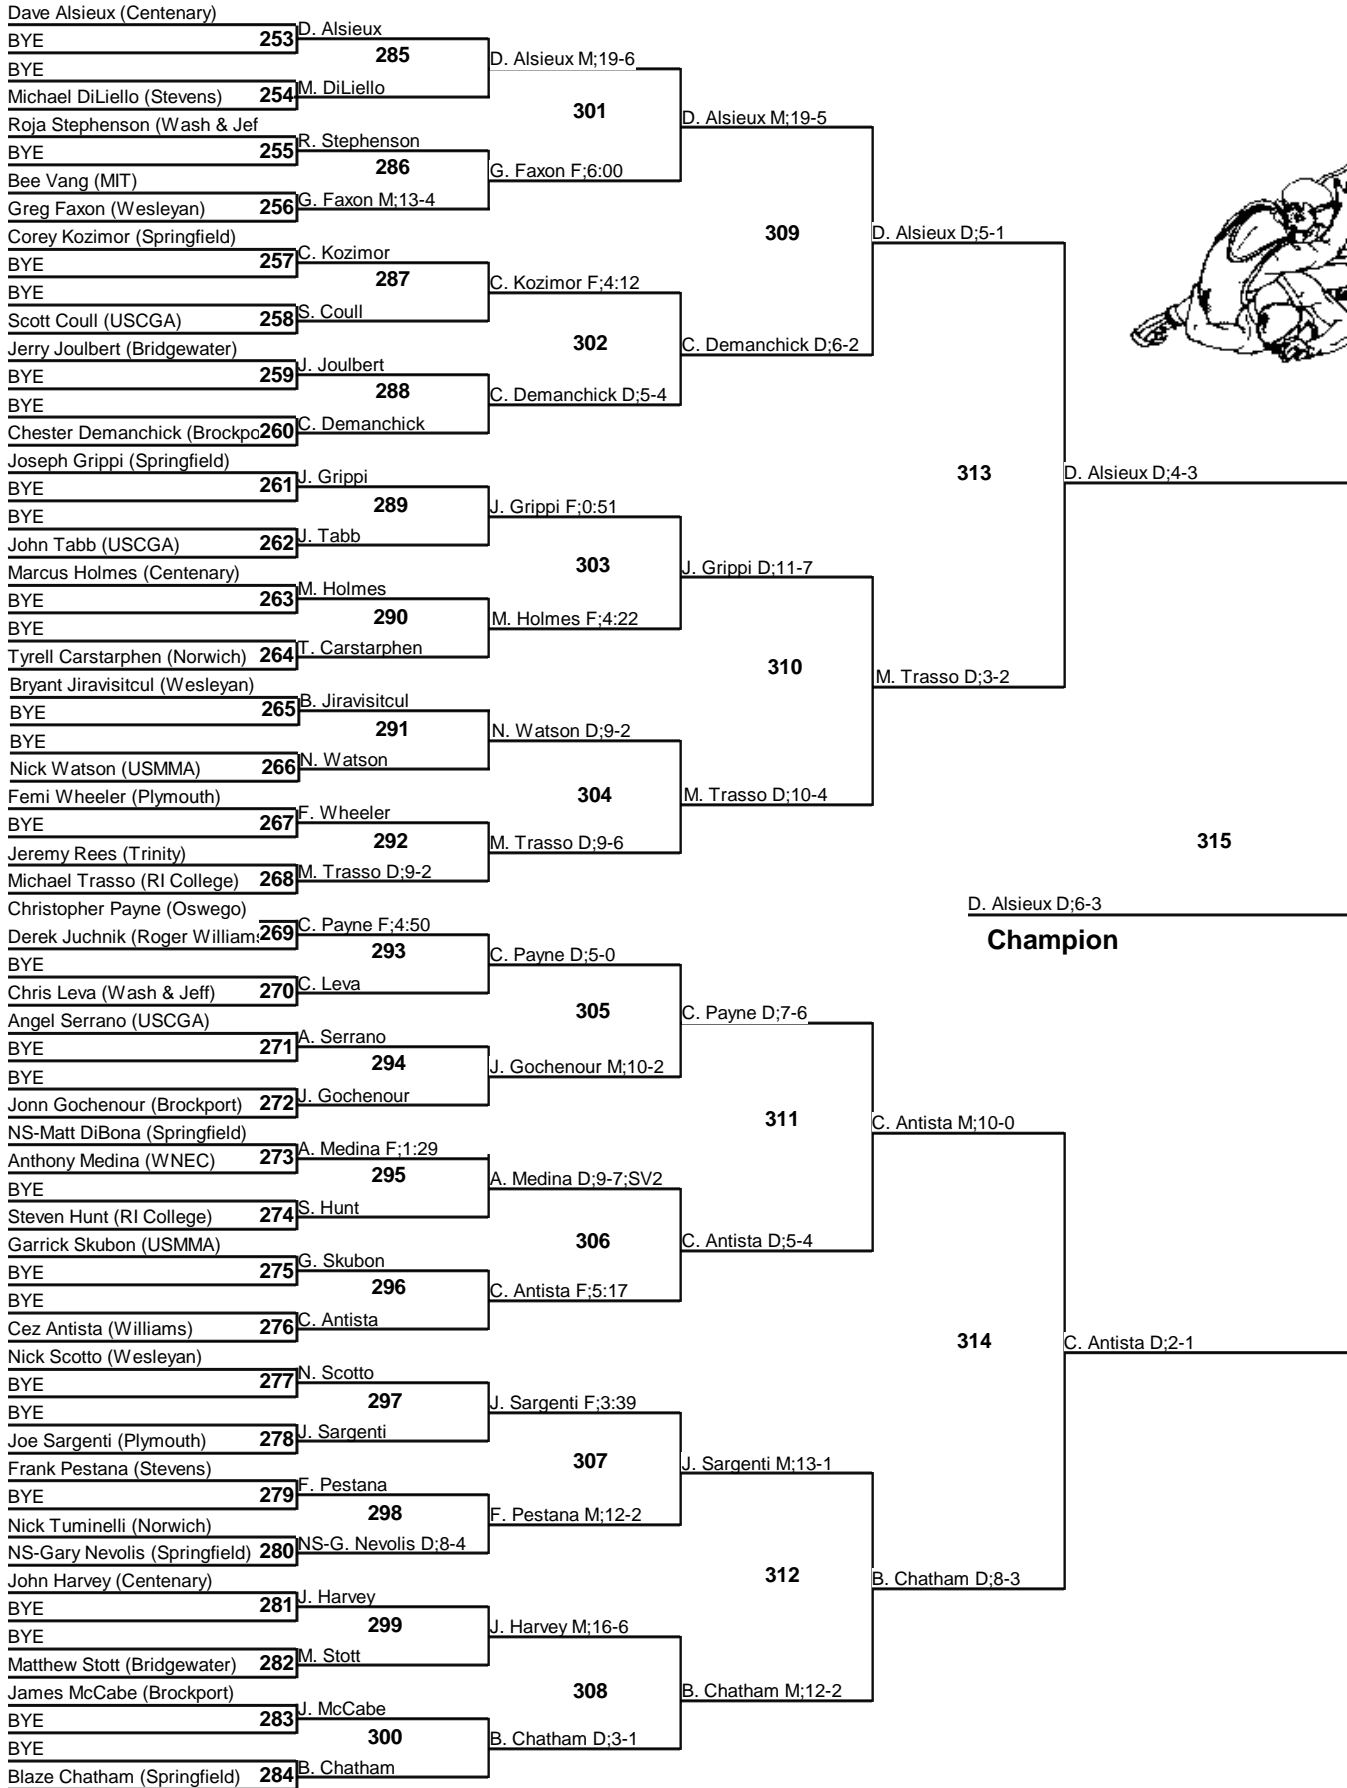 Dave Alsieux (Centenary)
BYE
253
D. Alsieux
285
D. Alsieux M;19-6
BYE
Michael DiLiello (Stevens)
254
M. DiLiello
301
D. Alsieux M;19-5
Roja Stephenson (Wash & Jef
BYE
255
R. Stephenson
286
G. Faxon F;6:00
Bee Vang (MIT)
Greg Faxon (Wesleyan)
256
G. Faxon M;13-4
309
D. Alsieux D;5-1
Corey Kozimor (Springfield)
BYE
257
C. Kozimor
287
C. Kozimor F;4:12
BYE
Scott Coull (USCGA)
258
S. Coull
302
C. Demanchick D;6-2
Jerry Joulbert (Bridgewater)
BYE
259
J. Joulbert
288
C. Demanchick D;5-4
BYE
Chester Demanchick (Brockpo
260
C. Demanchick
313
D. Alsieux D;4-3
Joseph Grippi (Springfield)
BYE
261
J. Grippi
289
J. Grippi F;0:51
BYE
John Tabb (USCGA)
262
J. Tabb
303
J. Grippi D;11-7
Marcus Holmes (Centenary)
BYE
263
M. Holmes
290
M. Holmes F;4:22
BYE
Tyrell Carstarphen (Norwich)
264
T. Carstarphen
310
M. Trasso D;3-2
Bryant Jiravisitcul (Wesleyan)
BYE
265
B. Jiravisitcul
291
N. Watson D;9-2
BYE
Nick Watson (USMMA)
266
N. Watson
304
M. Trasso D;10-4
Femi Wheeler (Plymouth)
BYE
267
F. Wheeler
292
M. Trasso D;9-6
Jeremy Rees (Trinity)
Michael Trasso (RI College)
268
M. Trasso D;9-2
315
D. Alsieux D;6-3
Champion
Christopher Payne (Oswego)
Derek Juchnik (Roger Williams
269
C. Payne F;4:50
293
C. Payne D;5-0
BYE
Chris Leva (Wash & Jeff)
270
C. Leva
305
C. Payne D;7-6
Angel Serrano (USCGA)
BYE
271
A. Serrano
294
J. Gochenour M;10-2
BYE
Jonn Gochenour (Brockport)
272
J. Gochenour
311
C. Antista M;10-0
NS-Matt DiBona (Springfield)
Anthony Medina (WNEC)
273
A. Medina F;1:29
295
A. Medina D;9-7;SV2
BYE
Steven Hunt (RI College)
274
S. Hunt
306
C. Antista D;5-4
Garrick Skubon (USMMA)
BYE
275
G. Skubon
296
C. Antista F;5:17
BYE
Cez Antista (Williams)
276
C. Antista
314
C. Antista D;2-1
Nick Scotto (Wesleyan)
BYE
277
N. Scotto
297
J. Sargenti F;3:39
BYE
Joe Sargenti (Plymouth)
278
J. Sargenti
307
J. Sargenti M;13-1
Frank Pestana (Stevens)
BYE
279
F. Pestana
298
F. Pestana M;12-2
Nick Tuminelli (Norwich)
NS-Gary Nevolis (Springfield)
280
NS-G. Nevolis D;8-4
312
B. Chatham D;8-3
John Harvey (Centenary)
BYE
281
J. Harvey
299
J. Harvey M;16-6
BYE
Matthew Stott (Bridgewater)
282
M. Stott
308
B. Chatham M;12-2
James McCabe (Brockport)
BYE
283
J. McCabe
300
B. Chatham D;3-1
BYE
Blaze Chatham (Springfield)
284
B. Chatham